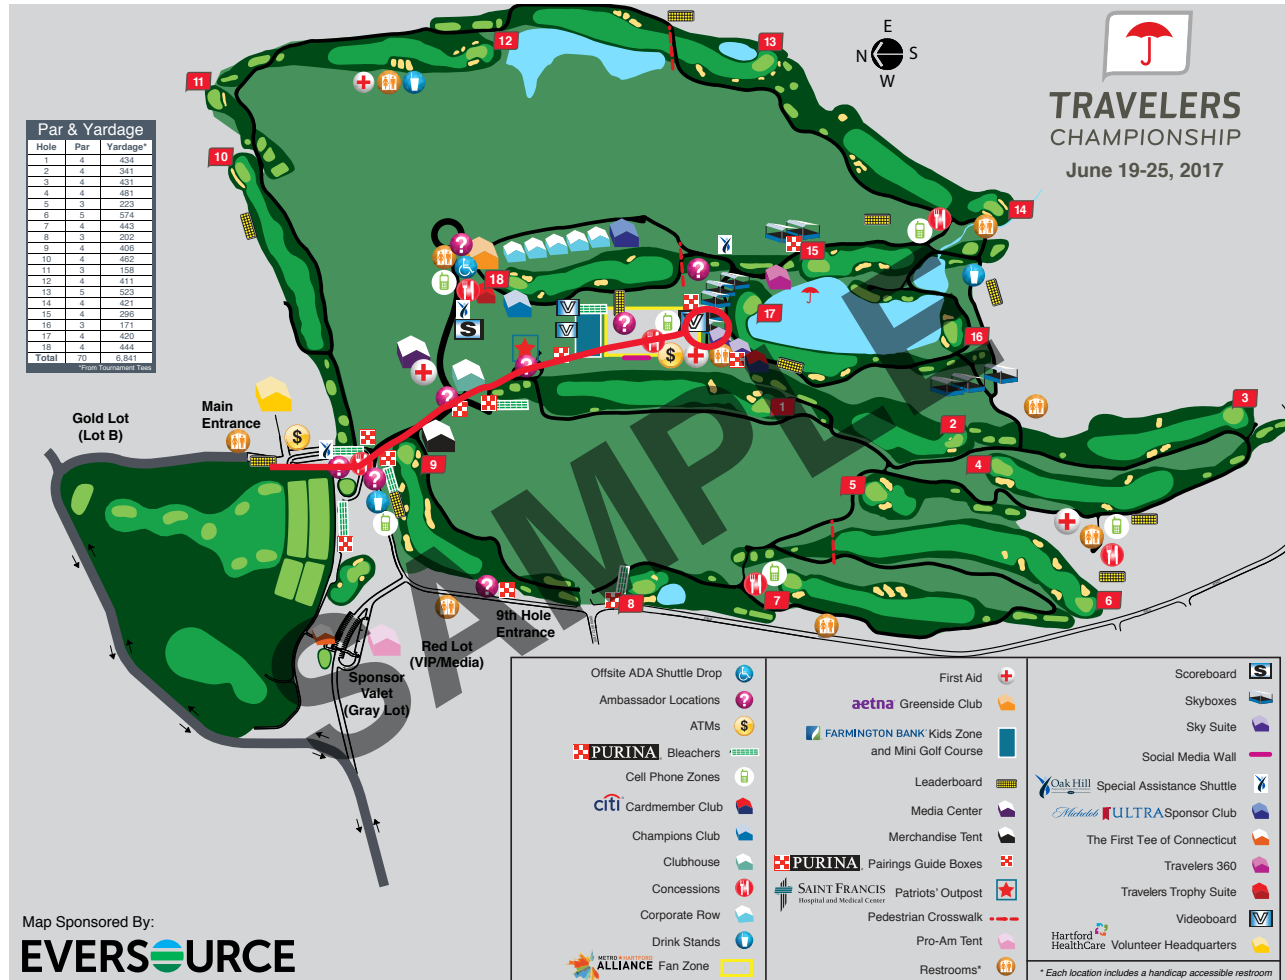 TRAVELERS
CHAMPIONSHIP
June 19-25, 2017
E
N
S
W
Par & Yardage
Hole Par Yardage*
1 4 434
2 4 341
3 4 431
4 4 481
5 3 223
6 5 574
7 4 443
8 3 202
9 4 406
10 4 462
11 3 158
12 4 411
13 5 523
14 4 421
15 4 296
16 3 171
17 4 420
18 4 444
Total 70 6,841
*From Tournament Tees
12
13
11
10
14
15
18
17
16
1
2
3
4
5
9
6
7
8
S
V
V
V
$
$
?
?
?
?
?
?
?
?
Gold Lot
(Lot B)
Main
Entrance
9th Hole
Entrance
Red Lot
(VIP/Media)
Sponsor
Valet
(Gray Lot)
SAMPLE
Offsite ADA Shuttle Drop
Ambassador Locations ?
ATMs $
PURINA Bleachers
Cell Phone Zones
citi Cardmember Club
Champions Club
Clubhouse
Concessions
Corporate Row
Drink Stands
METRO HARTFORD
ALLIANCE Fan Zone
First Aid
aetna Greenside Club
FARMINGTON BANK Kids Zone
and Mini Golf Course
Leaderboard
Media Center
Merchandise Tent
PURINA Pairings Guide Boxes
SAINT FRANCIS
Hospital and Medical Center
Patriots' Outpost
Pedestrian Crosswalk
Pro-Am Tent
Restrooms*
Scoreboard S
Skyboxes
Sky Suite
Social Media Wall
Oak Hill Special Assistance Shuttle
Michelob ULTRA Sponsor Club
The First Tee of Connecticut
Travelers 360
Travelers Trophy Suite
Videoboard V
Hartford
HealthCare Volunteer Headquarters
* Each location includes a handicap accessible restroom
Map Sponsored By:
EVERSOURCE